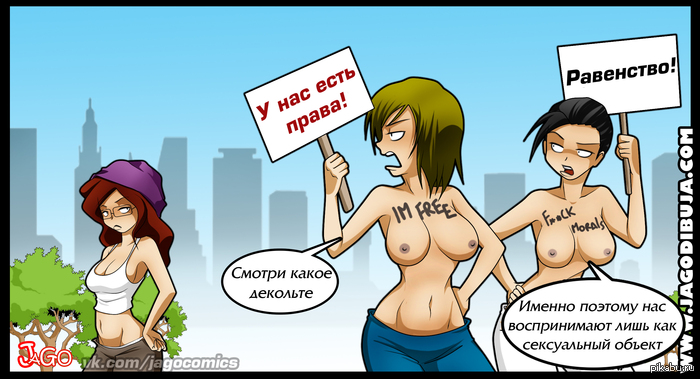 У нас есть
права!
Равенство!
IM FREE
FxCK
MORALS
Смотри какое
декольте
Именно поэтому нас
воспринимают лишь как
сексуальный объект
JAGO
vk.com/jagocomics
WWW.JAGODIBUJA.COM
pikabu.ru